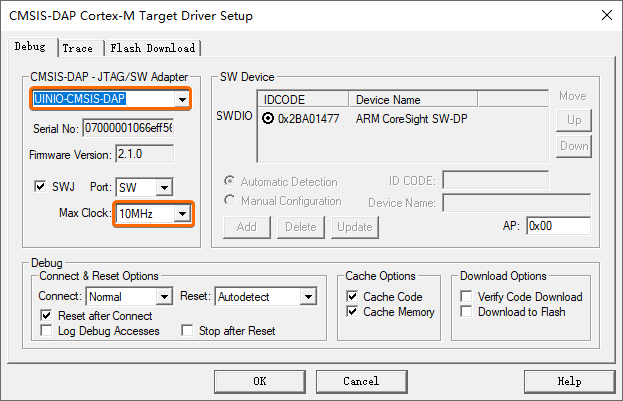 CMSIS-DAP Cortex-M Target Driver Setup
Debug Trace Flash Download
CMSIS-DAP - JTAG/SW Adapter
UINIO-CMSIS-DAP
Serial No: 07000001066eff56
Firmware Version: 2.1.0
SWJ Port: SW
Max Clock: 10MHz
SW Device
IDCODE Device Name Move
SWDIO 0x2BA01477 ARM CoreSight SW-DP Up
Down
Automatic Detection ID CODE:
Manual Configuration Device Name:
Add Delete Update AP: 0x00
Debug
Connect & Reset Options
Connect: Normal Reset: Autodetect
Reset after Connect
Log Debug Accesses Stop after Reset
Cache Options
Cache Code
Cache Memory
Download Options
Verify Code Download
Download to Flash
OK Cancel Help